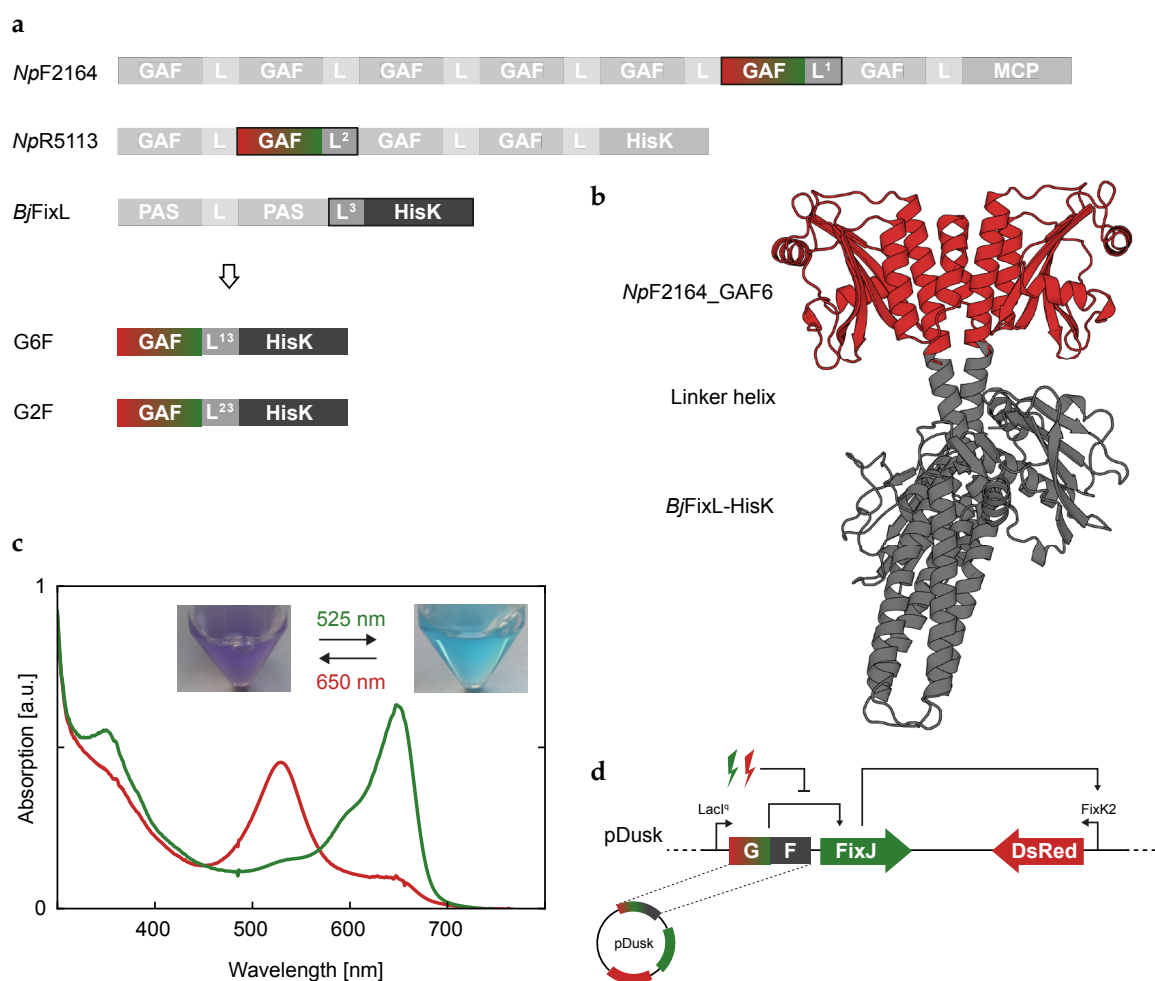 a
NpF2164
GAF L GAF L GAF L GAF L GAF L GAF L¹ GAF L MCP
NpR5113
GAF L GAF L² GAF L GAF L HisK
BjFixL
PAS L PAS L³ HisK
G6F
GAF L¹³ HisK
G2F
GAF L²³ HisK
b
NpF2164_GAF6
Linker helix
BjFixL-HisK
c
1
0
Absorption [a.u.]
525 nm
650 nm
400 500 600 700
Wavelength [nm]
d
pDusk
LacI^q
FixK2
G F FixJ DsRed
pDusk